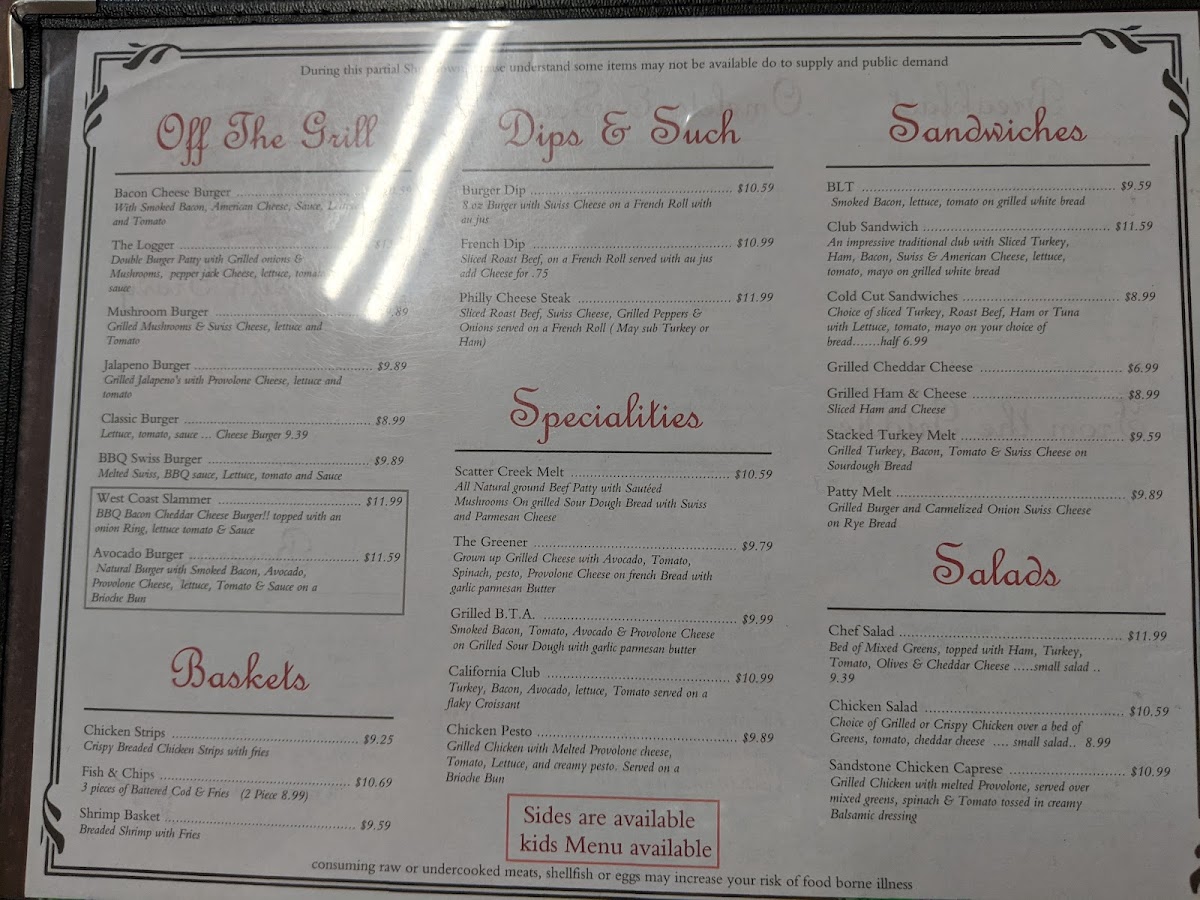 During this partial understand some items may not be available do to supply and public demand
Off The Grill
Bacon Cheese Burger
With Smoked Bacon, American Cheese, Sauce,
and Tomato
The Logger
Double Burger Patty with Grilled onions &
Mushrooms, pepper jack Cheese, lettuce, tomato
sauce
Mushroom Burger
Grilled Mushrooms & Swiss Cheese, lettuce and
Tomato
Jalapeno Burger $9.89
Grilled Jalapeno's with Provolone Cheese, lettuce and
tomato
Classic Burger $8.99
Lettuce, tomato, sauce ... Cheese Burger 9.39
BBQ Swiss Burger $9.89
Melted Swiss, BBQ sauce, Lettuce, tomato and Sauce
West Coast Slammer $11.99
BBQ Bacon Cheddar Cheese Burger!! topped with an
onion Ring, lettuce tomato & Sauce
Avocado Burger $11.59
Natural Burger with Smoked Bacon, Avocado,
Provolone Cheese, lettuce, Tomato & Sauce on a
Brioche Bun
Baskets
Chicken Strips $9.25
Crispy Breaded Chicken Strips with fries
Fish & Chips $10.69
3 pieces of Battered Cod & Fries (2 Piece 8.99)
Shrimp Basket $9.59
Breaded Shrimp with Fries
Dips & Such
Burger Dip $10.59
8 oz Burger with Swiss Cheese on a French Roll with
au jus
French Dip $10.99
Sliced Roast Beef, on a French Roll served with au jus
add Cheese for .75
Philly Cheese Steak $11.99
Sliced Roast Beef, Swiss Cheese, Grilled Peppers &
Onions served on a French Roll ( May sub Turkey or
Ham)
Specialities
Scatter Creek Melt $10.59
All Natural ground Beef Patty with Sautéed
Mushrooms On grilled Sour Dough Bread with Swiss
and Parmesan Cheese
The Greener $9.79
Grown up Grilled Cheese with Avocado, Tomato,
Spinach, pesto, Provolone Cheese on french Bread with
garlic parmesan Butter
Grilled B.T.A. $9.99
Smoked Bacon, Tomato, Avocado & Provolone Cheese
on Grilled Sour Dough with garlic parmesan butter
California Club $10.99
Turkey, Bacon, Avocado, lettuce, Tomato served on a
flaky Croissant
Chicken Pesto $9.89
Grilled Chicken with Melted Provolone cheese,
Tomato, Lettuce, and creamy pesto. Served on a
Brioche Bun
Sides are available
kids Menu available
Sandwiches
BLT $9.59
Smoked Bacon, lettuce, tomato on grilled white bread
Club Sandwich $11.59
An impressive traditional club with Sliced Turkey,
Ham, Bacon, Swiss & American Cheese, lettuce,
tomato, mayo on grilled white bread
Cold Cut Sandwiches $8.99
Choice of sliced Turkey, Roast Beef, Ham or Tuna
with Lettuce, tomato, mayo on your choice of
bread.......half 6.99
Grilled Cheddar Cheese $6.99
Grilled Ham & Cheese $8.99
Sliced Ham and Cheese
Stacked Turkey Melt $9.59
Grilled Turkey, Bacon, Tomato & Swiss Cheese on
Sourdough Bread
Patty Melt $9.89
Grilled Burger and Carmelized Onion Swiss Cheese
on Rye Bread
Salads
Chef Salad $11.99
Bed of Mixed Greens, topped with Ham, Turkey,
Tomato, Olives & Cheddar Cheese .....small salad ..
9.39
Chicken Salad $10.59
Choice of Grilled or Crispy Chicken over a bed of
Greens, tomato, cheddar cheese .... small salad.. 8.99
Sandstone Chicken Caprese $10.99
Grilled Chicken with melted Provolone, served over
mixed greens, spinach & Tomato tossed in creamy
Balsamic dressing
consuming raw or undercooked meats, shellfish or eggs may increase your risk of food borne illness